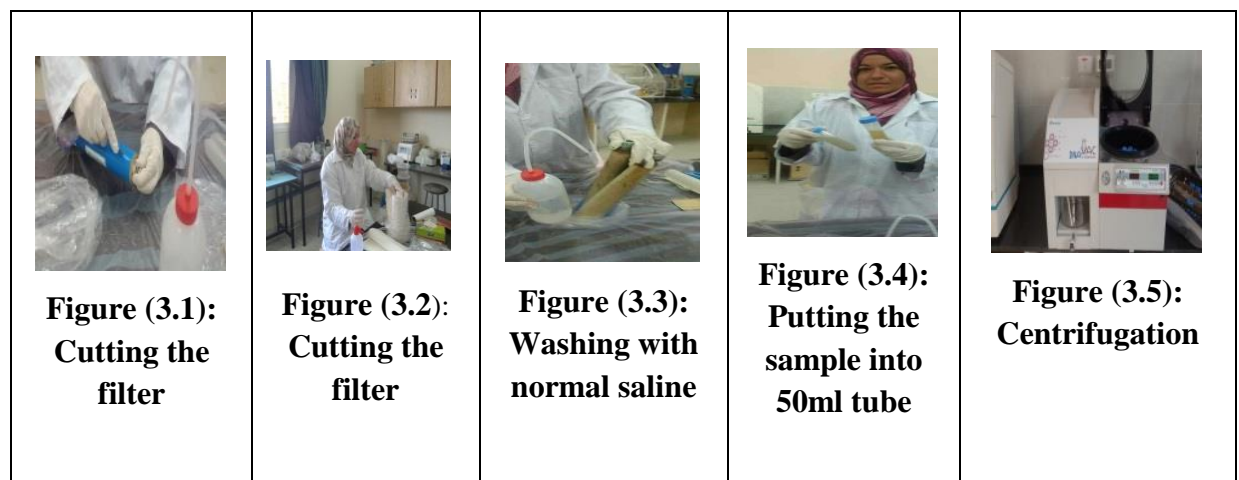 Figure (3.1):
Cutting the
filter
Figure (3.2):
Cutting the
filter
Figure (3.3):
Washing with
normal saline
Figure (3.4):
Putting the
sample into
50ml tube
Figure (3.5):
Centrifugation